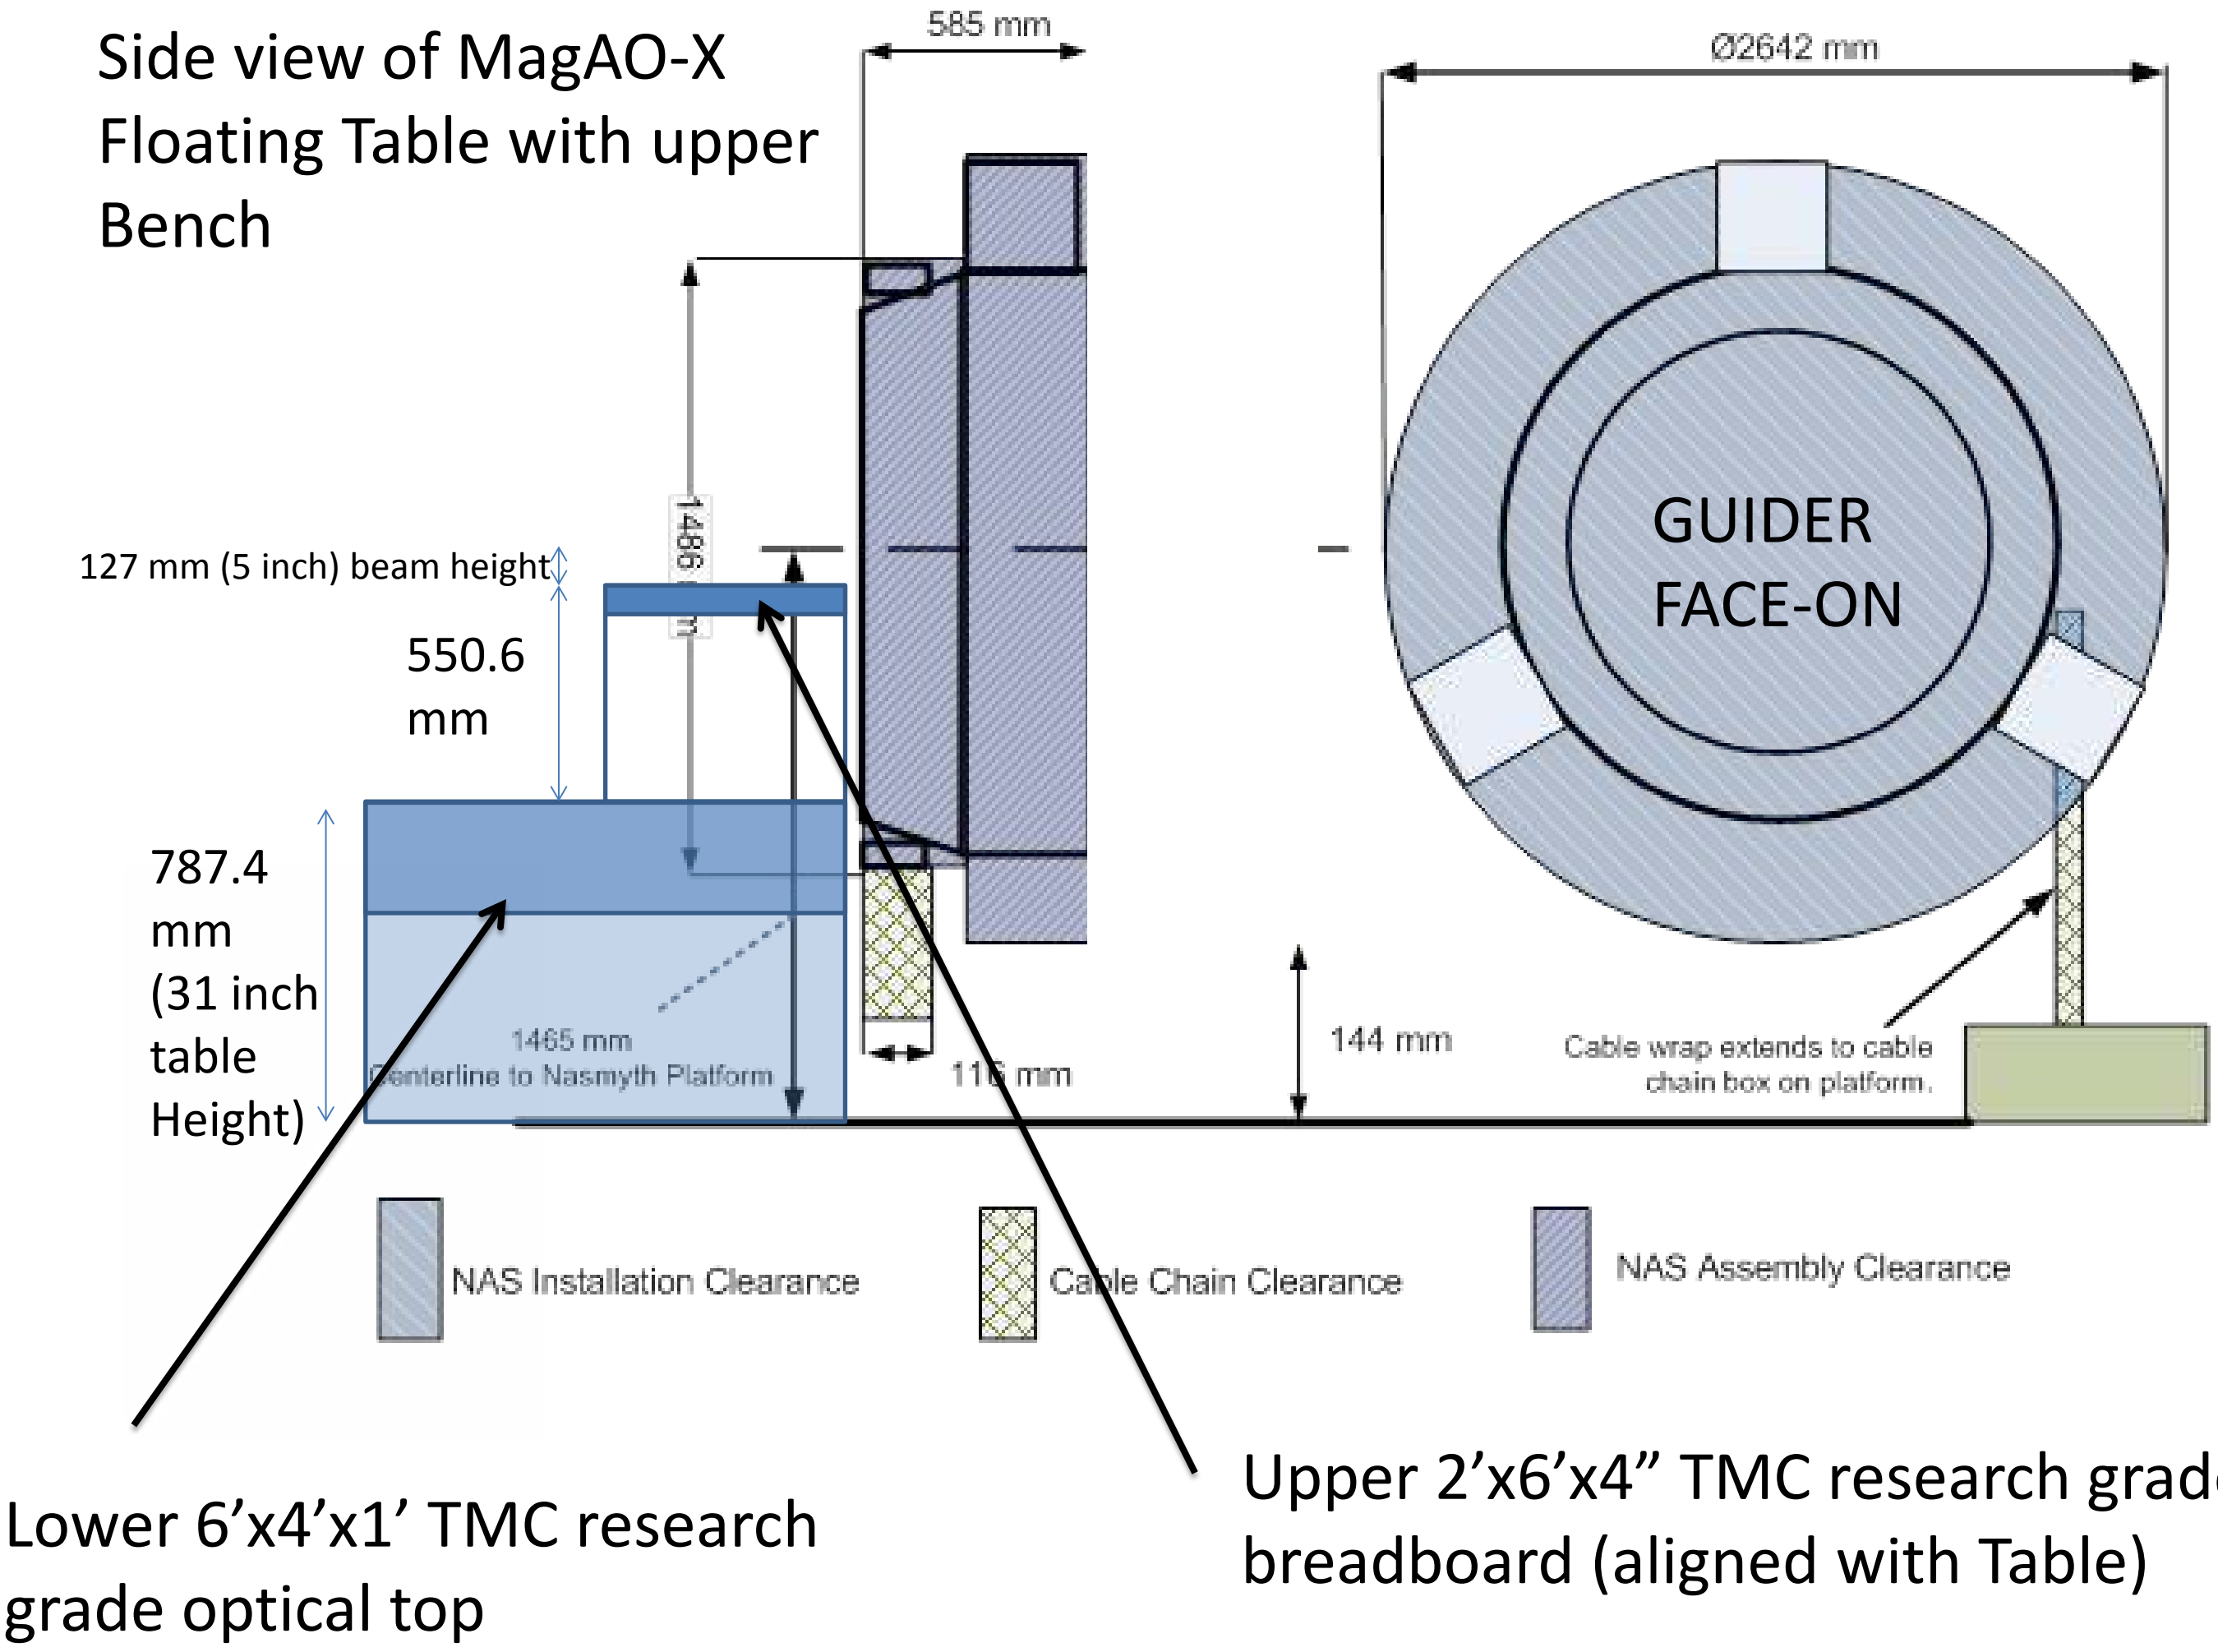 Side view of MagAO-X
Floating Table with upper
Bench
585 mm
Ø2642 mm
1486
127 mm (5 inch) beam height
550.6
mm
GUIDER
FACE-ON
787.4
mm
(31 inch
table
Height)
1465 mm
Centerline to Nasmyth Platform
116 mm
144 mm
Cable wrap extends to cable
chain box on platform.
NAS Installation Clearance
Cable Chain Clearance
NAS Assembly Clearance
Lower 6’x4’x1’ TMC research
grade optical top
Upper 2’x6’x4” TMC research grade
breadboard (aligned with Table)